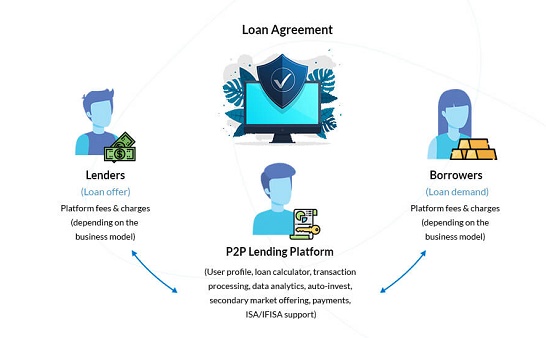 Loan Agreement
Lenders
(Loan offer)
Platform fees & charges
(depending on the
business model)
Borrowers
(Loan demand)
Platform fees & charges
(depending on the
business model)
P2P Lending Platform
(User profile, loan calculator, transaction
processing, data analytics, auto-invest,
secondary market offering, payments,
ISA/IFISA support)